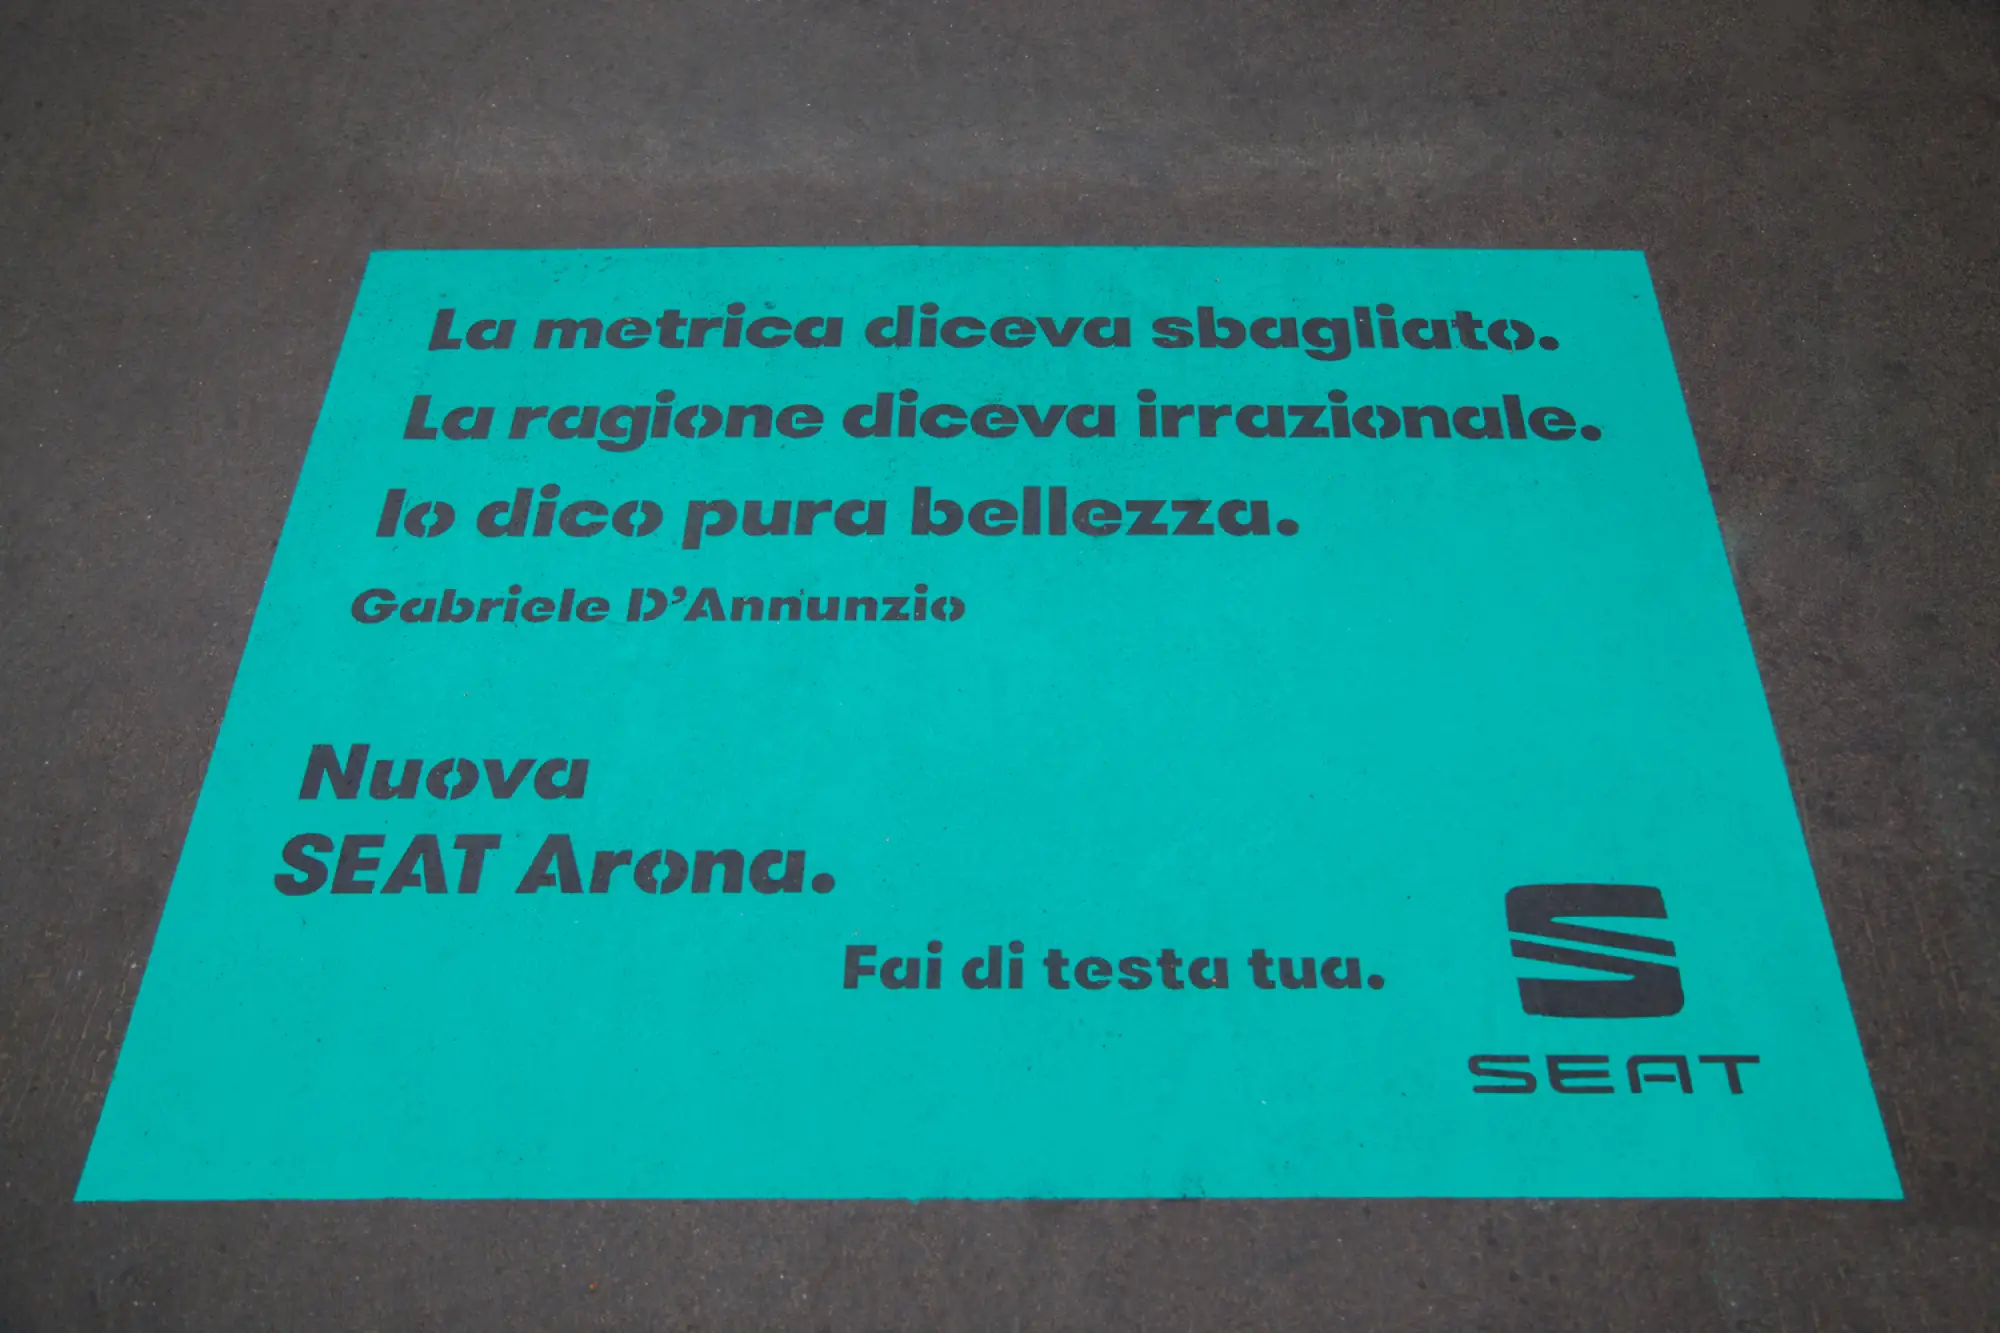 La metrica diceva sbagliato.
La ragione diceva irrazionale.
Io dico pura bellezza.
Gabriele D’Annunzio
Nuova
SEAT Arona.
Fai di testa tua.
SEAT